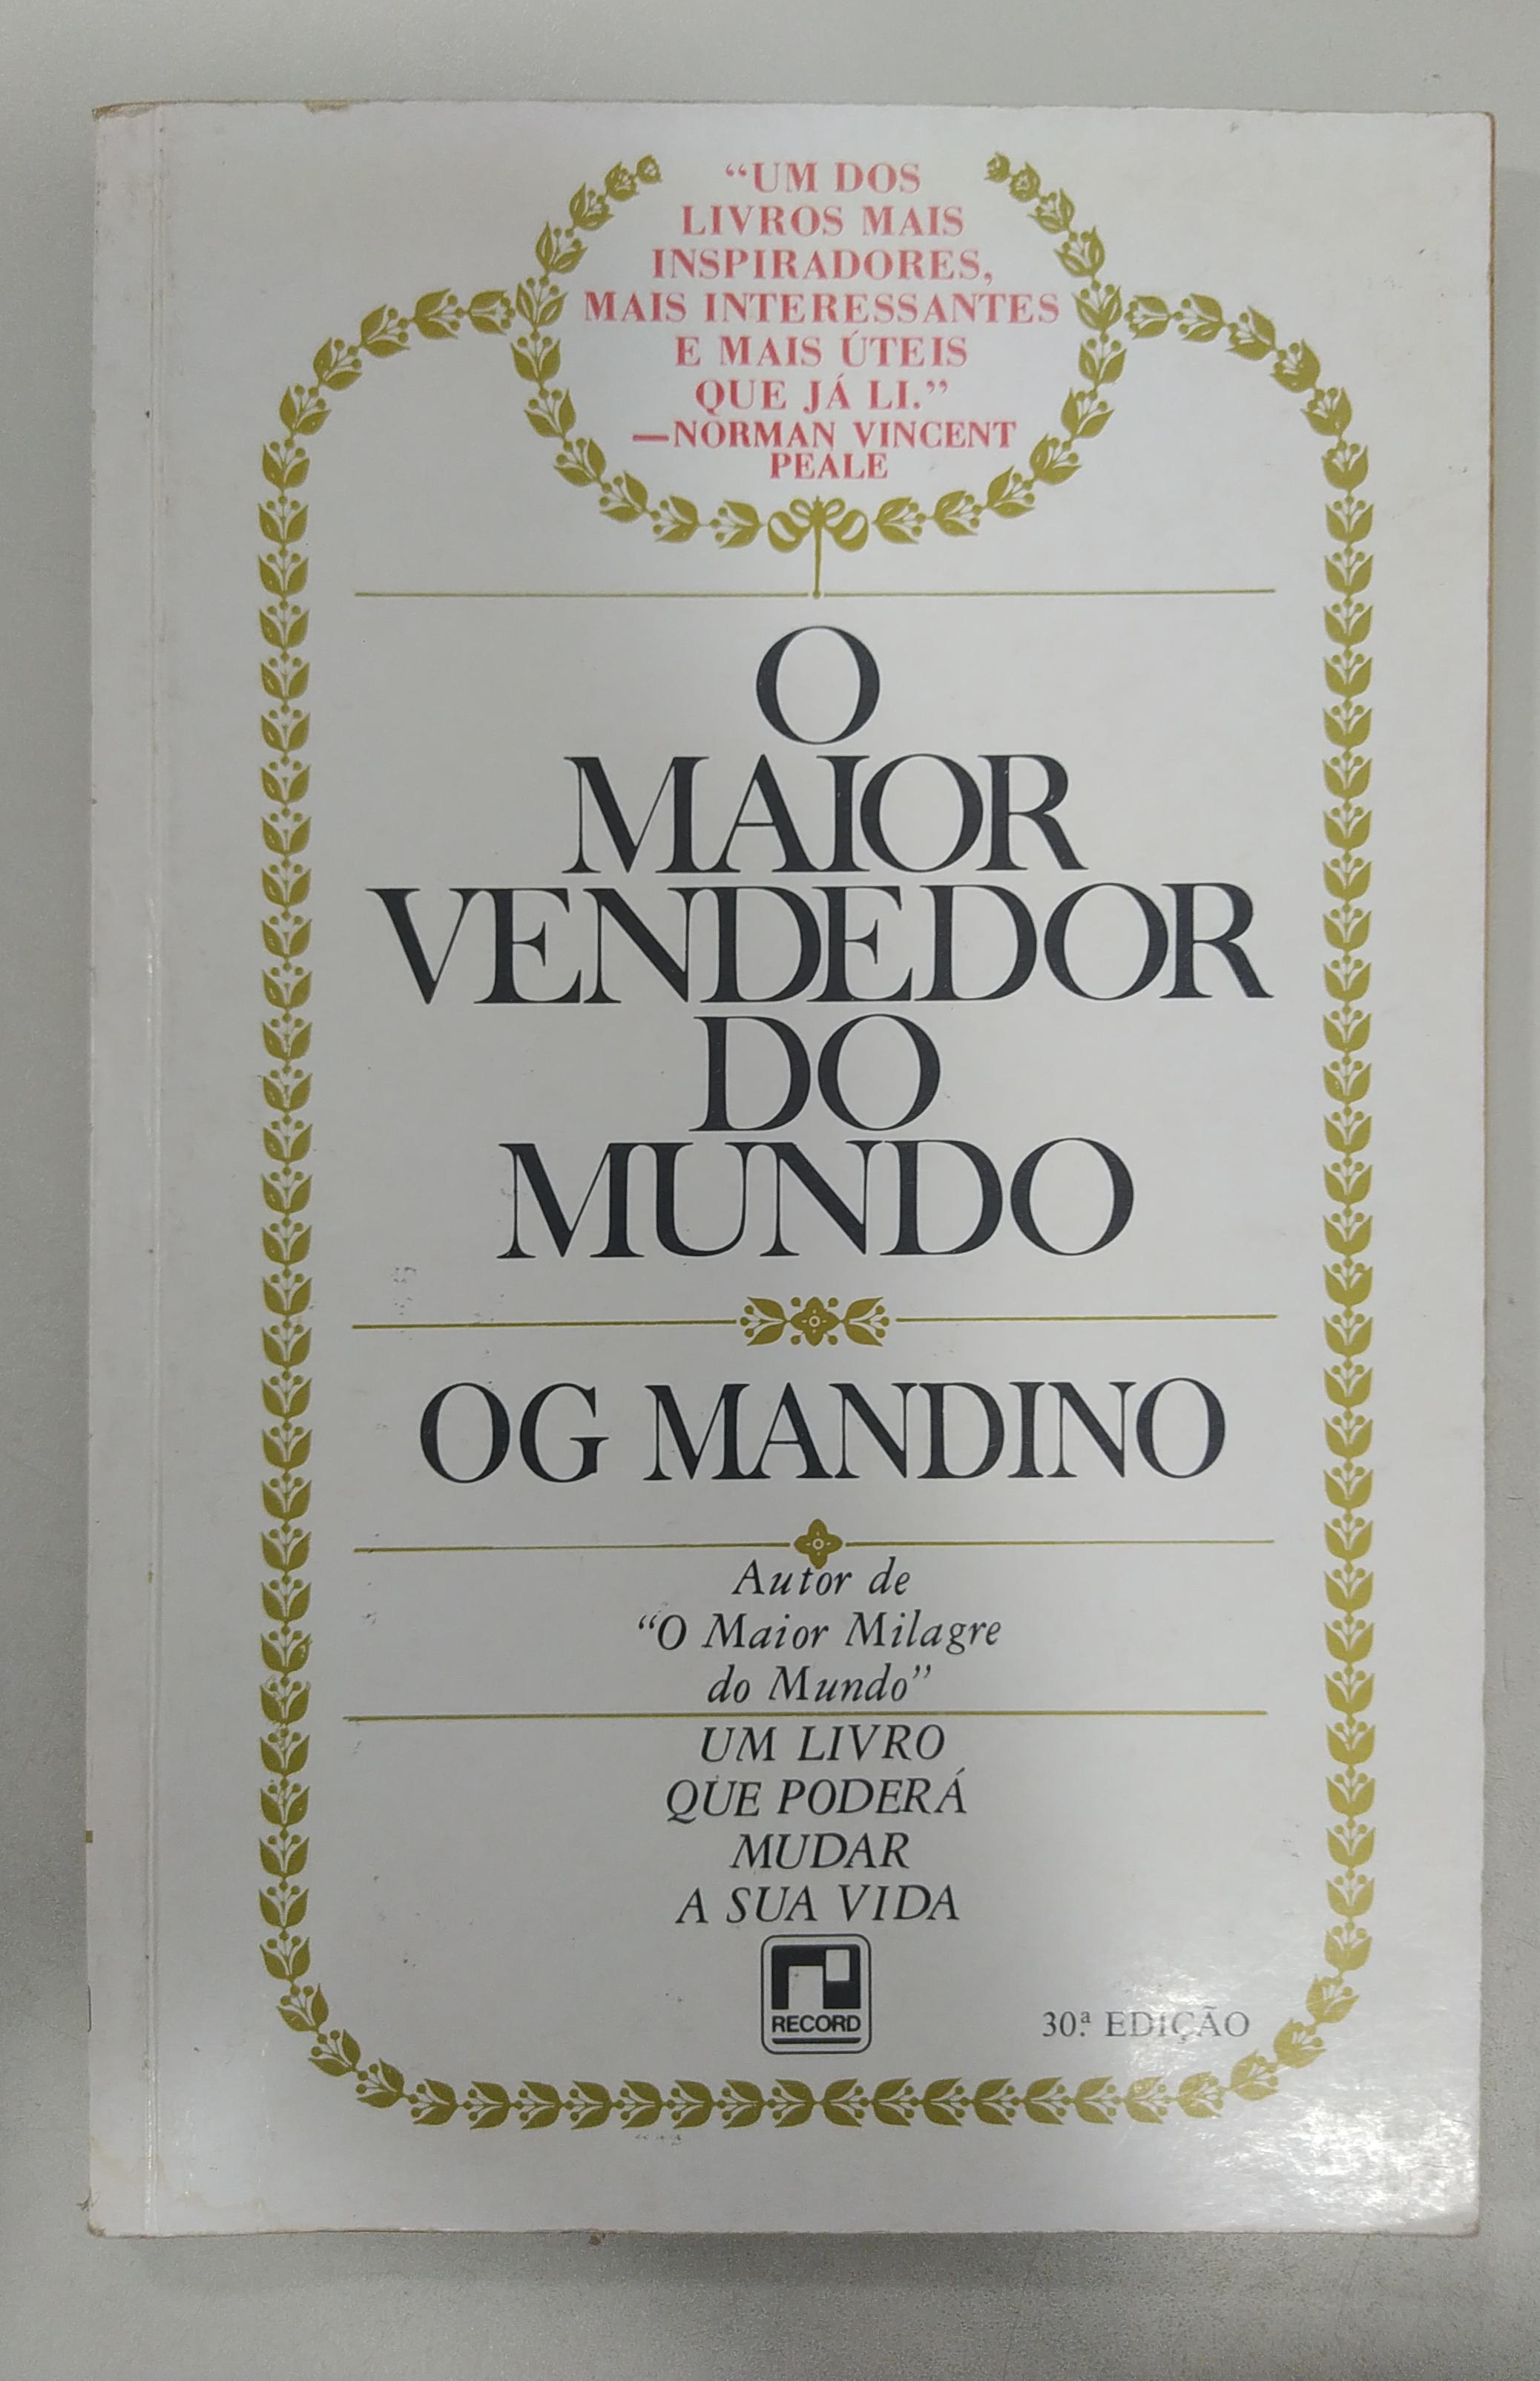 “UM DOS
LIVROS MAIS
INSPIRADORES,
MAIS INTERESSANTES
E MAIS ÚTEIS
QUE JÁ LI.”
—NORMAN VINCENT
PEALE
O
MAIOR
VENDEDOR
DO
MUNDO
OG MANDINO
Autor de
“O Maior Milagre
do Mundo”
UM LIVRO
QUE PODERÁ
MUDAR
A SUA VIDA
RECORD
30.ª EDIÇÃO